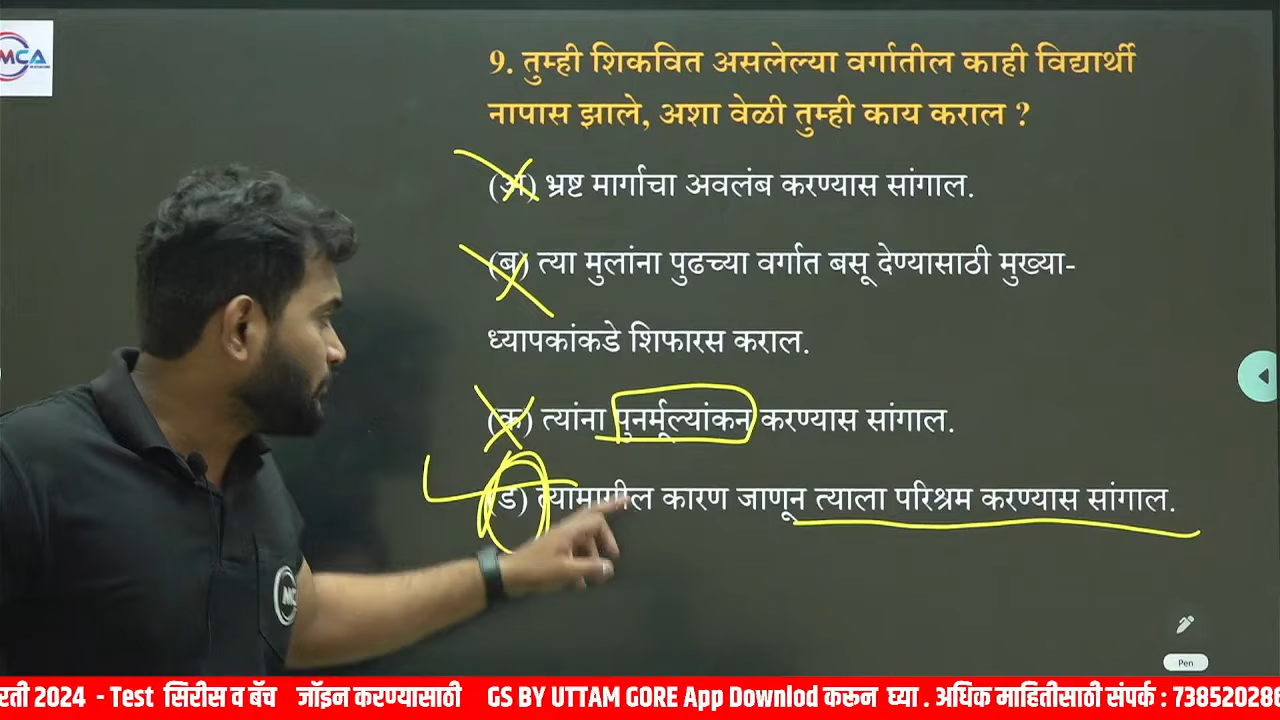 MCA
9. तुम्ही शिकवित असलेल्या वर्गातील काही विद्यार्थी
नापास झाले, अशा वेळी तुम्ही काय कराल ?
(अ) भ्रष्ट मार्गाचा अवलंब करण्यास सांगाल.
(ब) त्या मुलांना पुढच्या वर्गात बसू देण्यासाठी मुख्या-
ध्यापकांकडे शिफारस कराल.
(क) त्यांना पुनर्मूल्यांकन करण्यास सांगाल.
(ड) त्यामागील कारण जाणून त्याला परिश्रम करण्यास सांगाल.
MC
Pen
रती 2024 - Test सिरीस व बॅच जॉइन करण्यासाठी GS BY UTTAM GORE App Downlod करून घ्या . अधिक माहितीसाठी संपर्क : 738520286